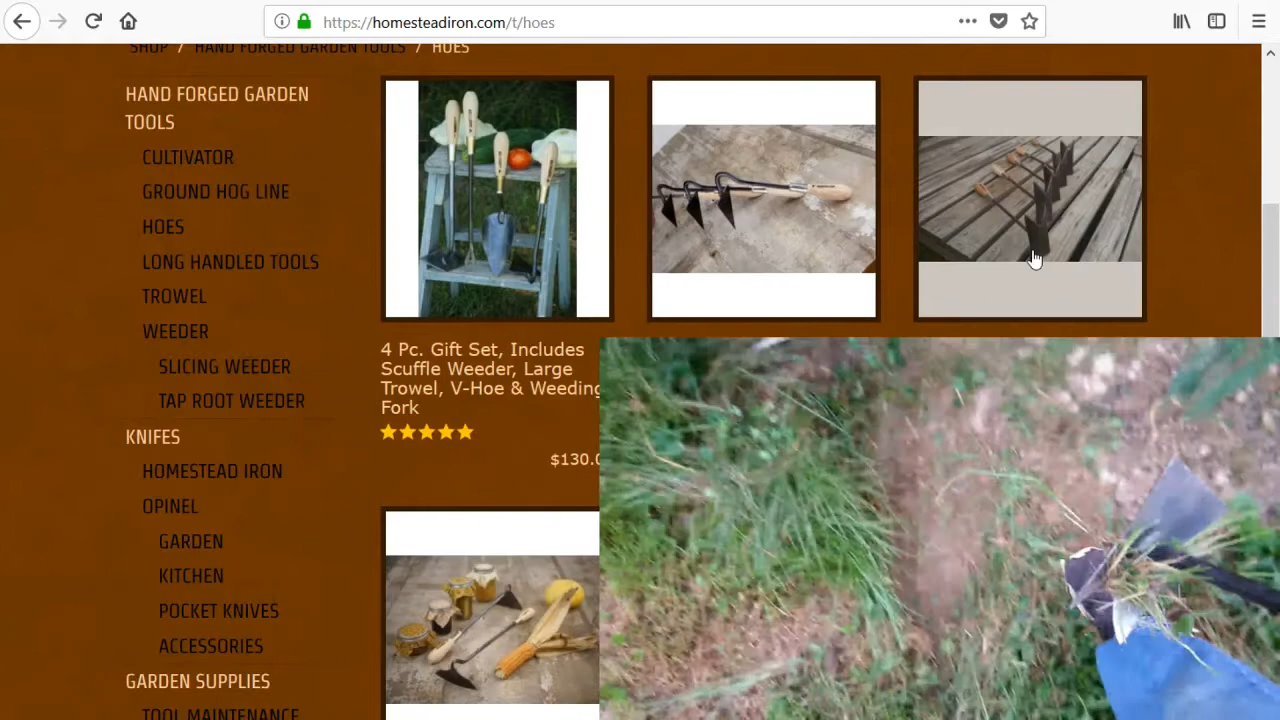 https://homesteadiron.com/t/hoes
SHOP / HAND FORGED GARDEN TOOLS / HOES
HAND FORGED GARDEN
TOOLS
CULTIVATOR
GROUND HOG LINE
HOES
LONG HANDLED TOOLS
TROWEL
WEEDER
SLICING WEEDER
TAP ROOT WEEDER
KNIFES
HOMESTEAD IRON
OPINEL
GARDEN
KITCHEN
POCKET KNIVES
ACCESSORIES
GARDEN SUPPLIES
TOOL MAINTENANCE
4 Pc. Gift Set, Includes
Scuffle Weeder, Large
Trowel, V-Hoe & Weeding
Fork
$130.0